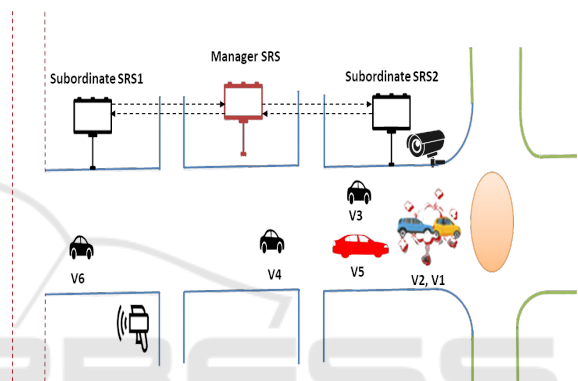 Manager SRS
Subordinate SRS1
Subordinate SRS2
V3
V6
V4
V5
V2, V1